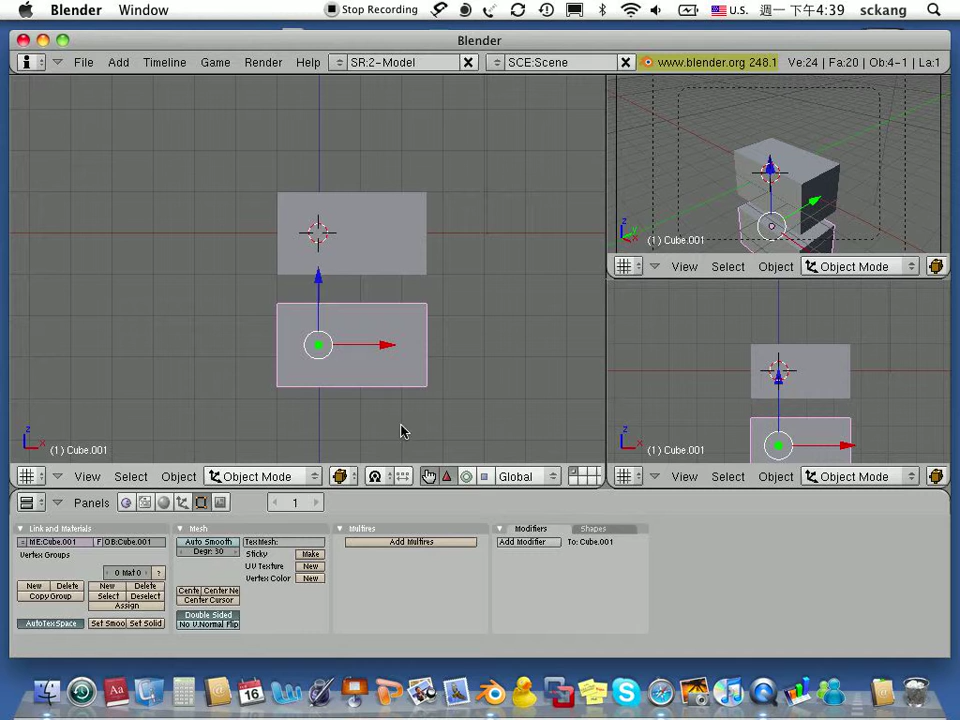 Blender Window Stop Recording U.S. 週一 下午4:39 sckang
Blender
File Add Timeline Game Render Help SR:2-Model SCE:Scene www.blender.org 248.1 Ve:24 | Fa:20 | Ob:4-1 | La:1
(1) Cube.001
View Select Object Object Mode
(1) Cube.001
(1) Cube.001
View Select Object Object Mode Global
View Select Object Object Mode
Panels 1
Link and Materials
ME:Cube.001 F OB:Cube.001
Vertex Groups
0 Mat 0 ?
New Delete New Delete
Copy Group Select Deselect
Assign
AutoTexSpace Set Smoo Set Solid
Mesh
Auto Smooth TexMesh:
Degr: 30 Sticky Make
UV Texture New
Vertex Color New
Cente Center Ne
Center Cursor
Double Sided
No V.Normal Flip
Multires
Add Multires
Modifiers Shapes
Add Modifier To: Cube.001